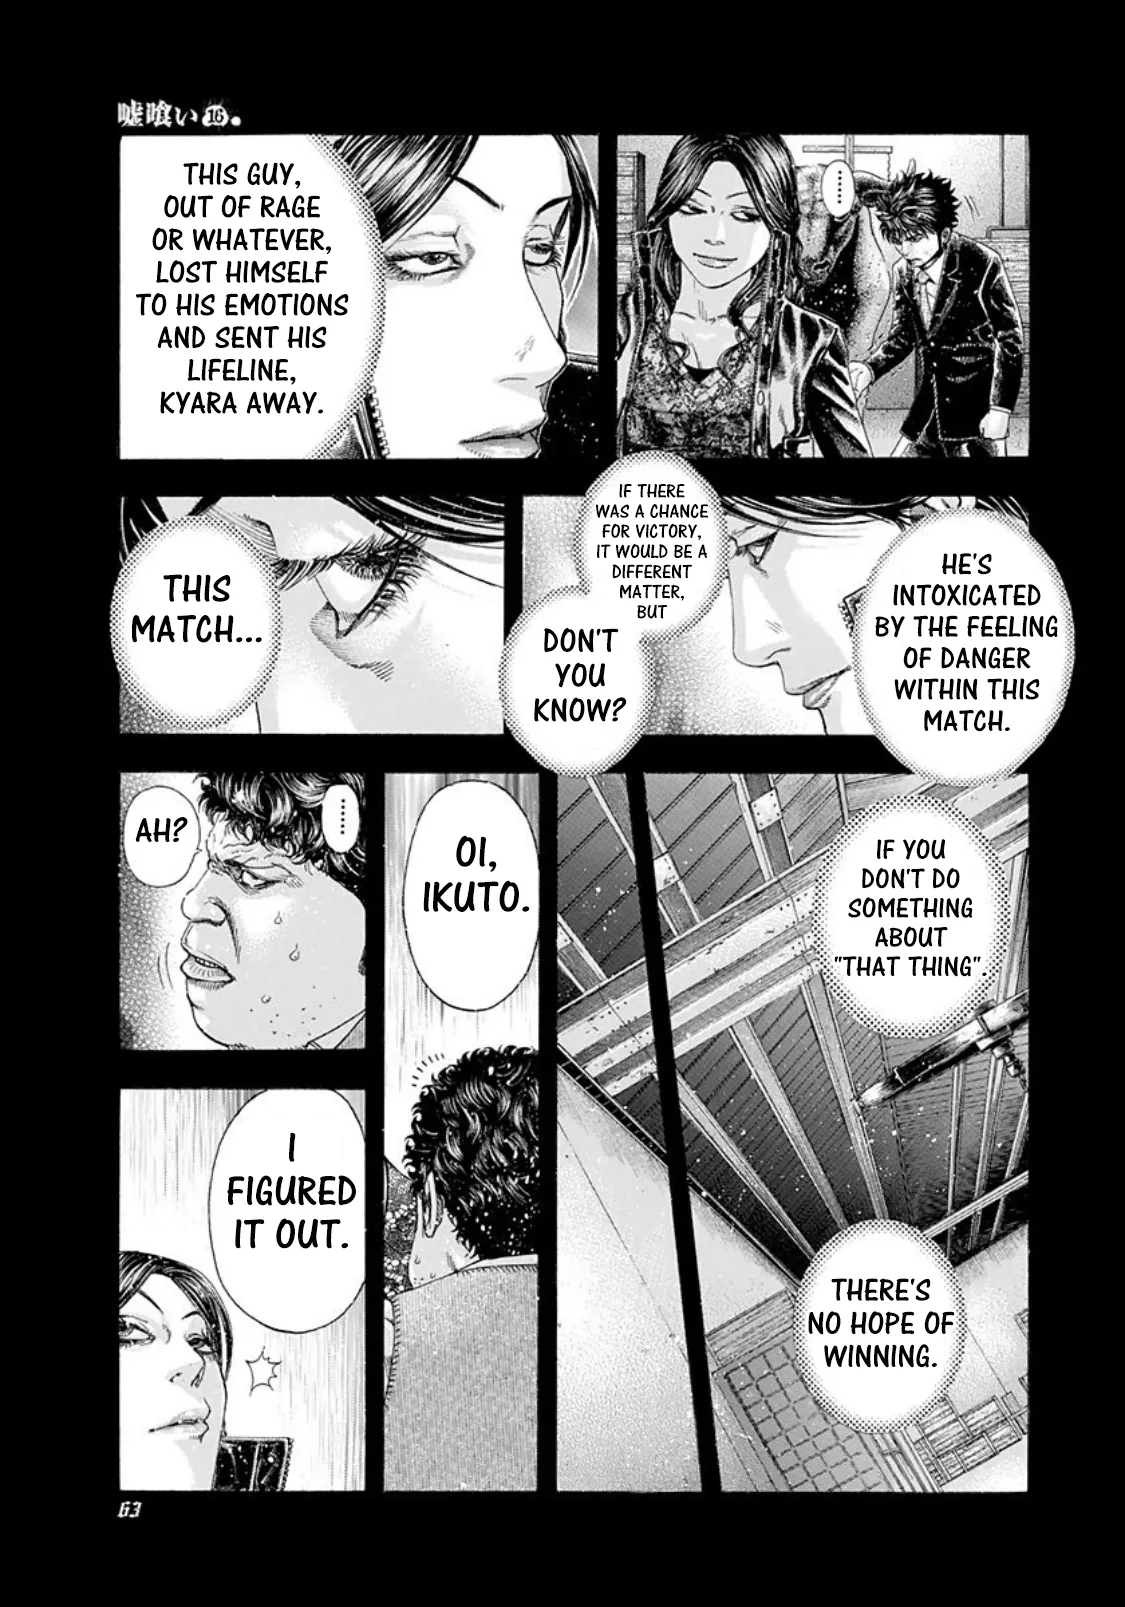 嘘喰い 16.
………
THIS GUY,
OUT OF RAGE
OR WHATEVER,
LOST HIMSELF
TO HIS EMOTIONS
AND SENT HIS
LIFELINE,
KYARA AWAY.
HE'S
INTOXICATED
BY THE FEELING
OF DANGER
WITHIN THIS
MATCH.
IF THERE
WAS A CHANCE
FOR VICTORY,
IT WOULD BE A
DIFFERENT
MATTER,
BUT
DON'T
YOU
KNOW?
THIS
MATCH...
IF YOU
DON'T DO
SOMETHING
ABOUT
"THAT THING".
THERE'S
NO HOPE OF
WINNING.
OI,
IKUTO.
………
AH?
I
FIGURED
IT OUT.
63